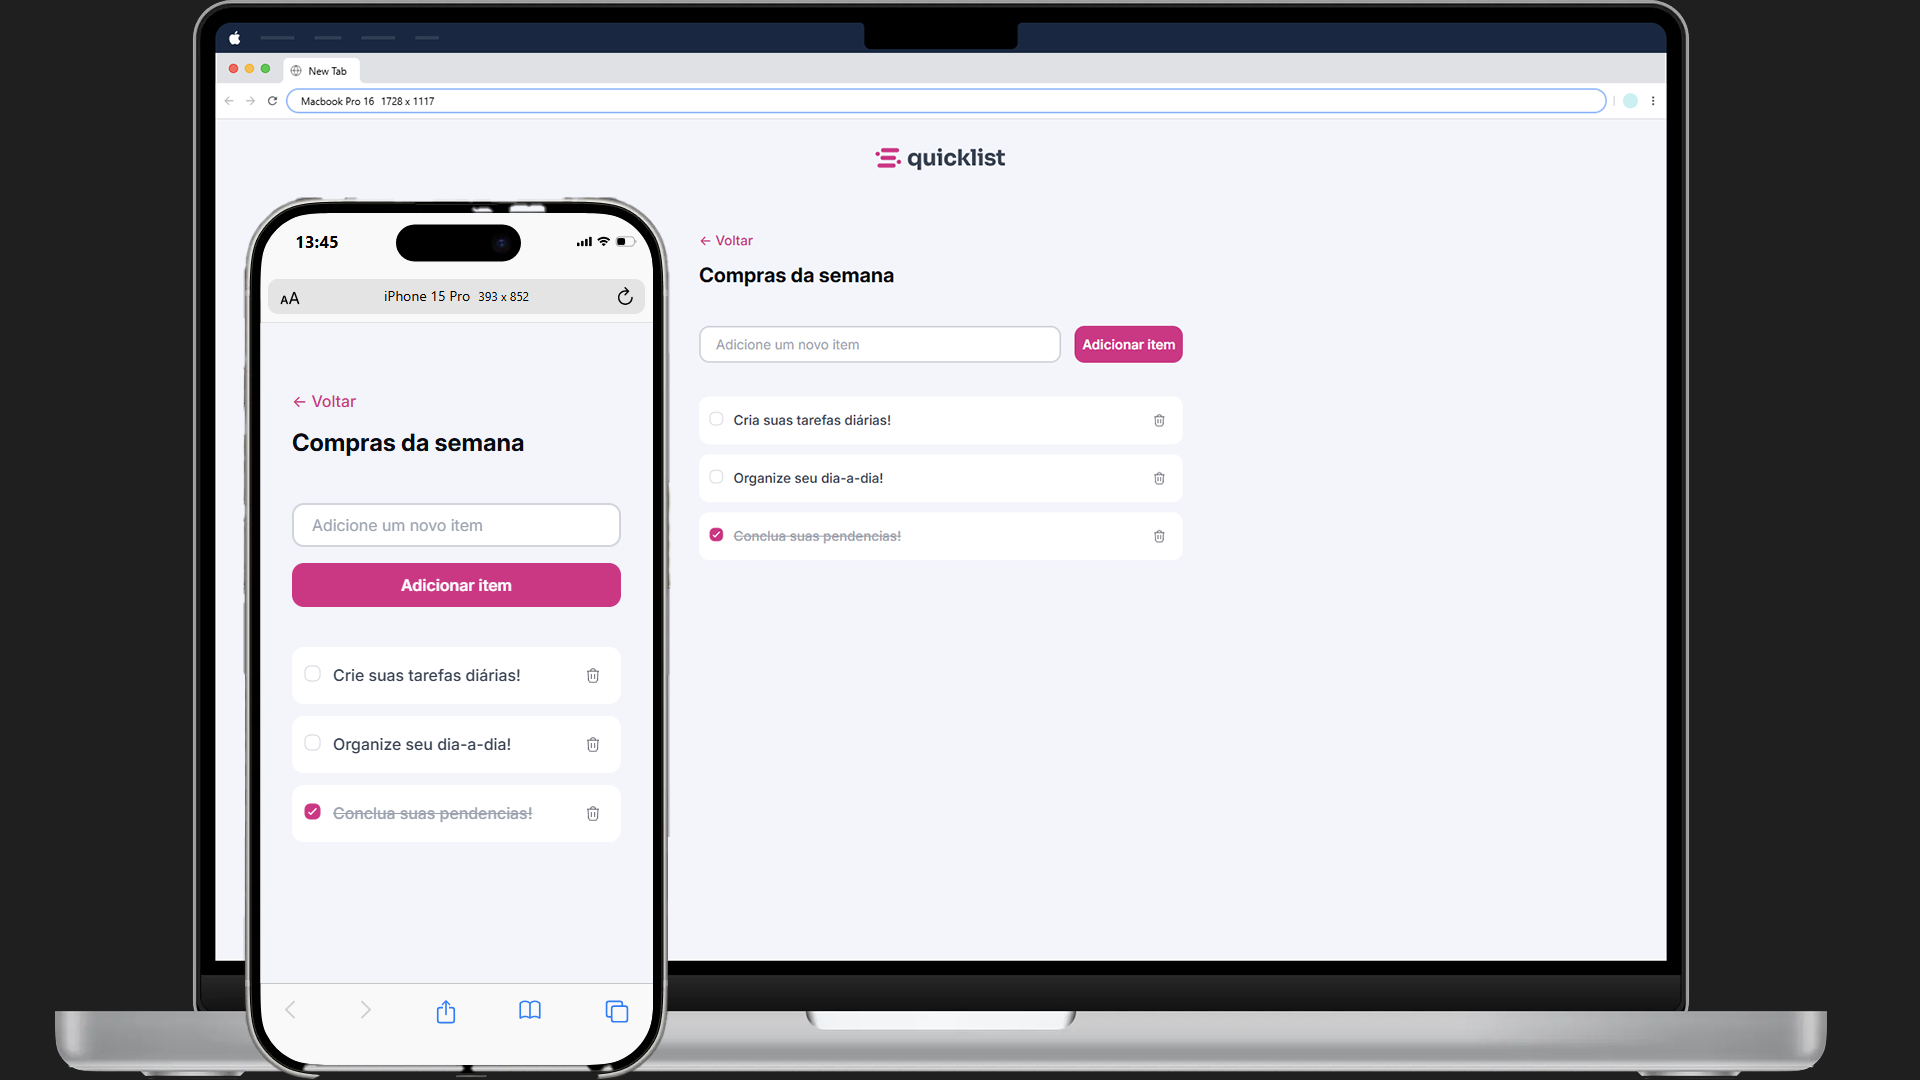 New Tab
Macbook Pro 16 1728 x 1117
quicklist
← Voltar
Compras da semana
Adicione um novo item
Adicionar item
Cria suas tarefas diárias!
Organize seu dia-a-dia!
Conclua suas pendencias!
13:45
AA
iPhone 15 Pro 393 x 852
← Voltar
Compras da semana
Adicione um novo item
Adicionar item
Crie suas tarefas diárias!
Organize seu dia-a-dia!
Conclua suas pendencias!